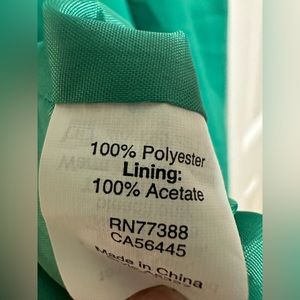 100% Polyester
Lining:
100% Acetate
RN77388
CA56445
Made in China